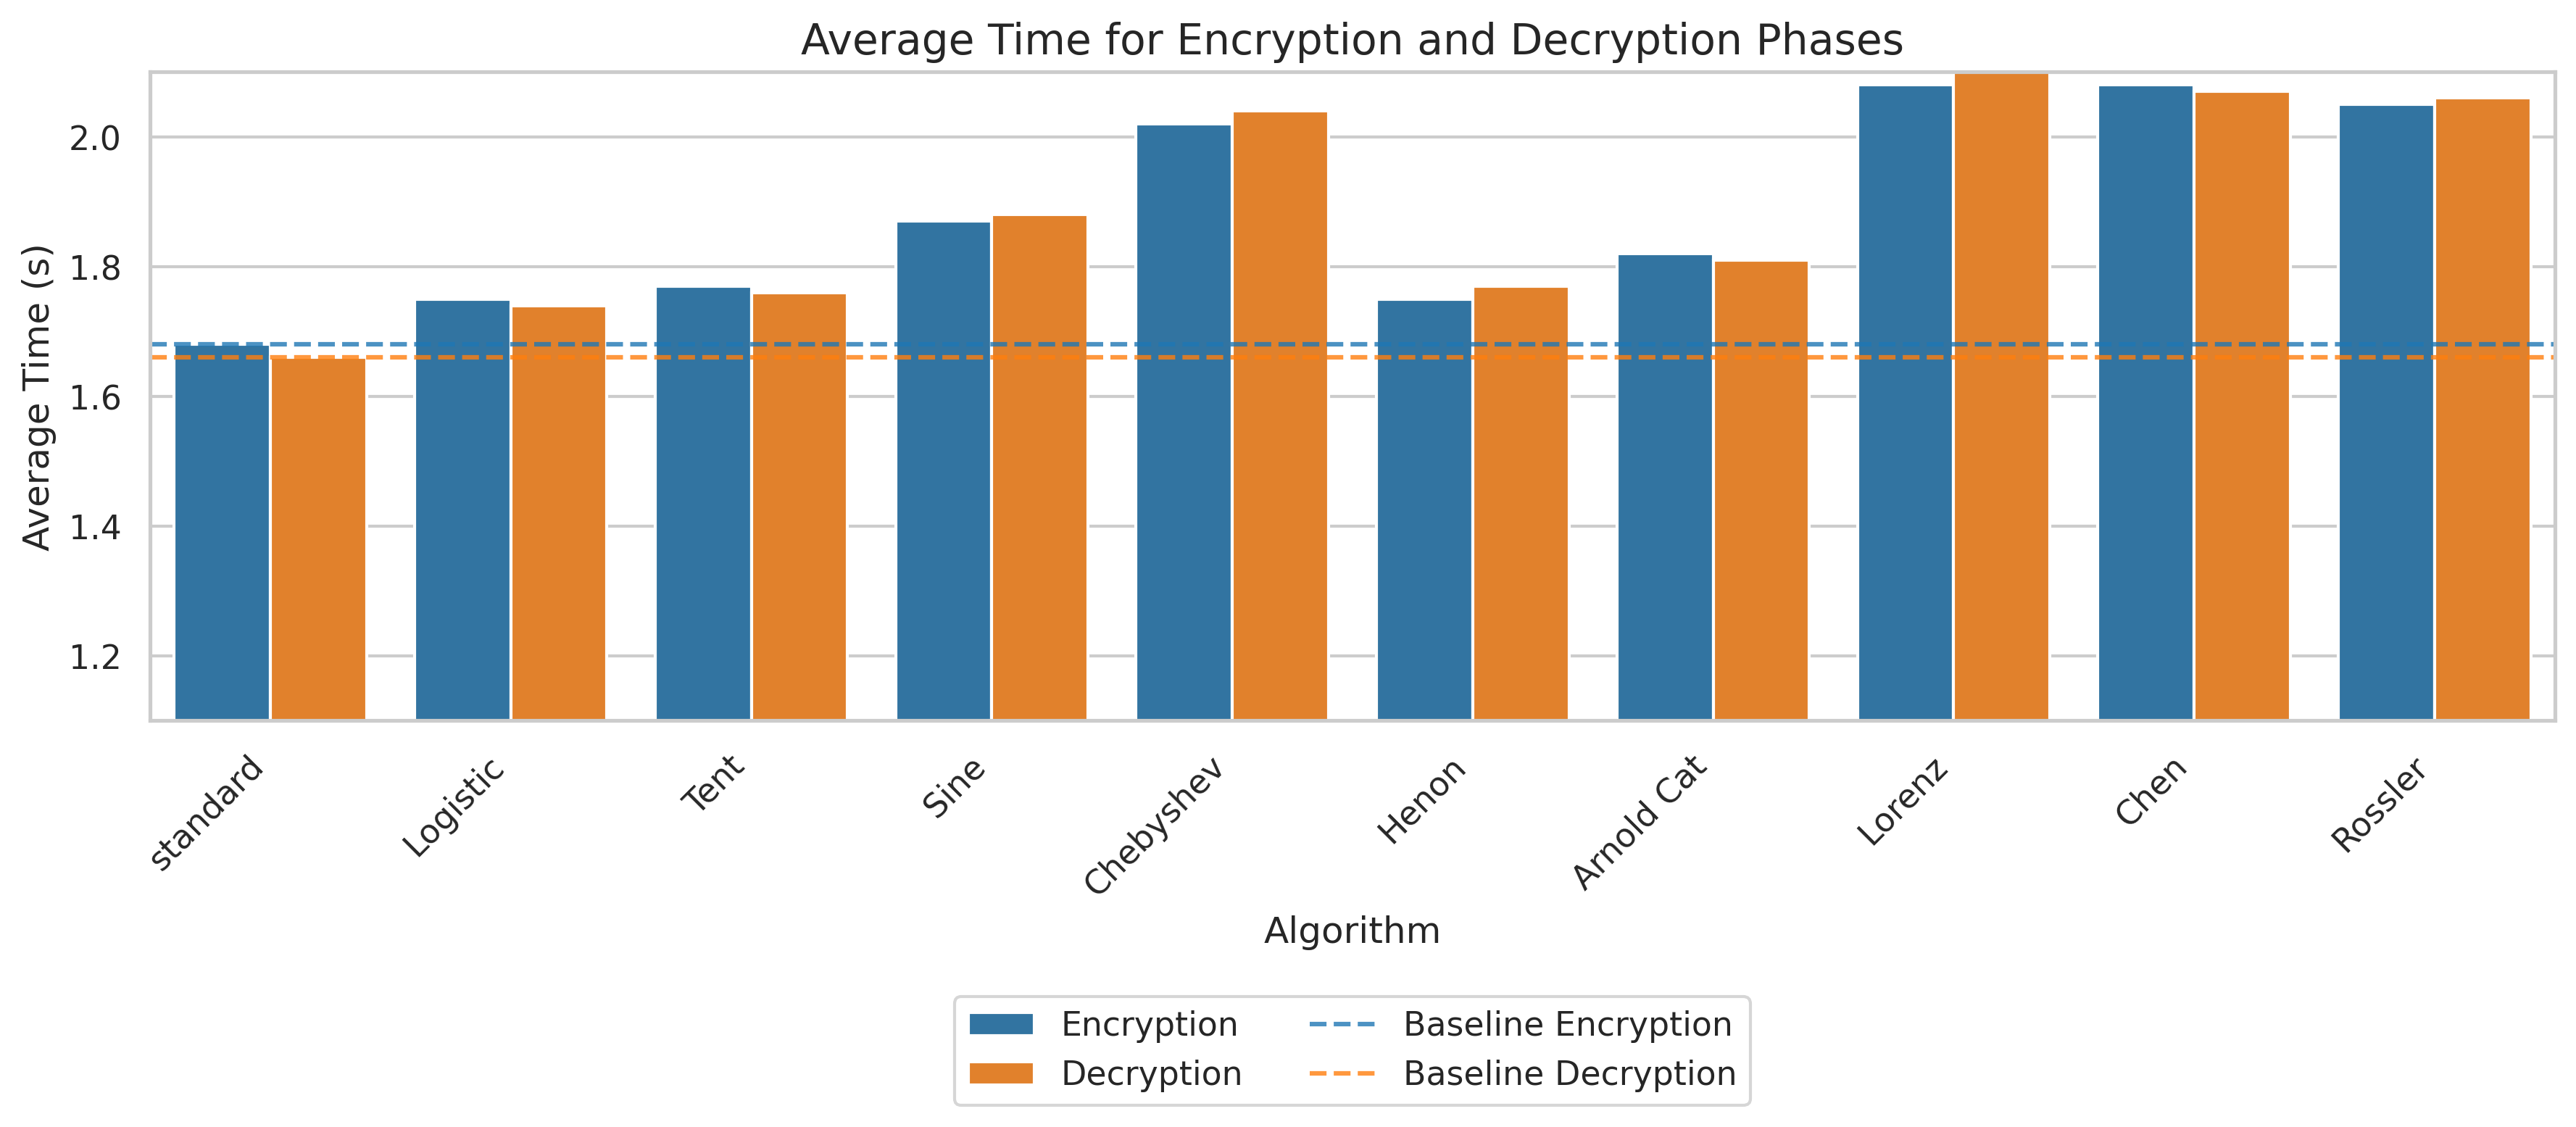 Average Time for Encryption and Decryption Phases
Average Time (s)
2.0
1.8
1.6
1.4
1.2
standard
Logistic
Tent
Sine
Chebyshev
Henon
Arnold Cat
Lorenz
Chen
Rossler
Algorithm
Encryption
Decryption
Baseline Encryption
Baseline Decryption